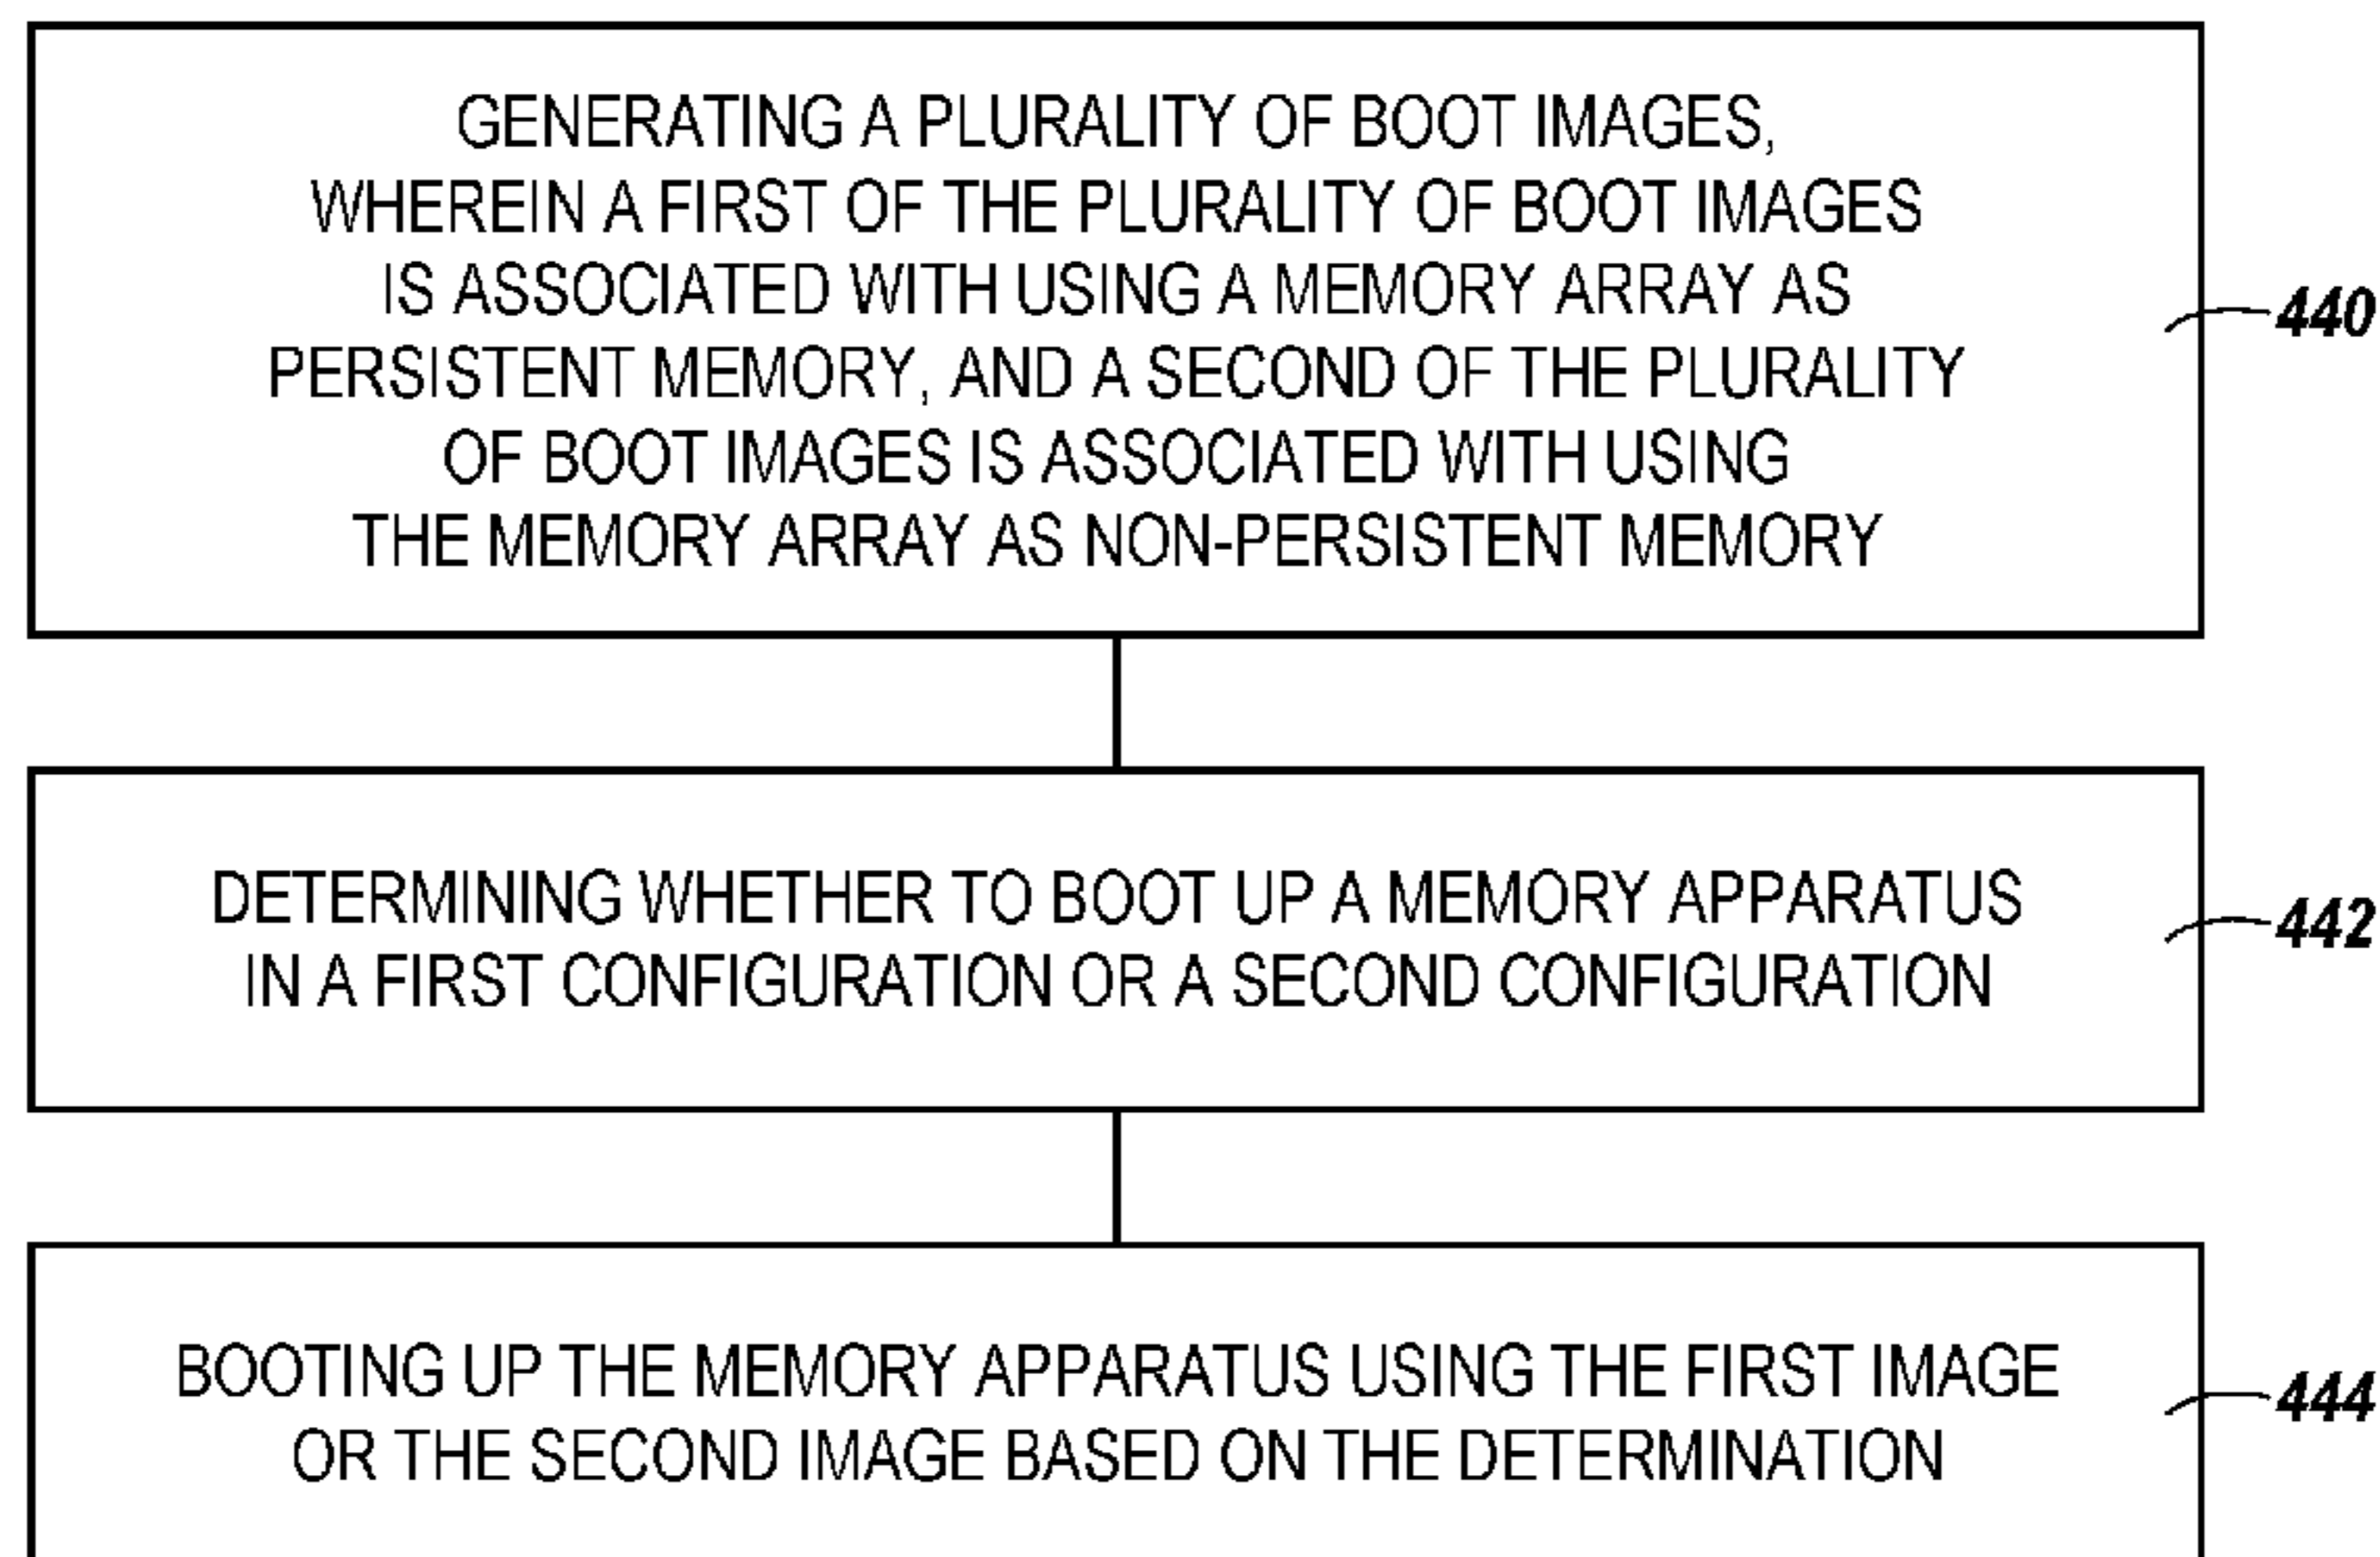 GENERATING A PLURALITY OF BOOT IMAGES,
WHEREIN A FIRST OF THE PLURALITY OF BOOT IMAGES
IS ASSOCIATED WITH USING A MEMORY ARRAY AS
PERSISTENT MEMORY, AND A SECOND OF THE PLURALITY
OF BOOT IMAGES IS ASSOCIATED WITH USING
THE MEMORY ARRAY AS NON-PERSISTENT MEMORY
440
DETERMINING WHETHER TO BOOT UP A MEMORY APPARATUS
IN A FIRST CONFIGURATION OR A SECOND CONFIGURATION
442
BOOTING UP THE MEMORY APPARATUS USING THE FIRST IMAGE
OR THE SECOND IMAGE BASED ON THE DETERMINATION
444